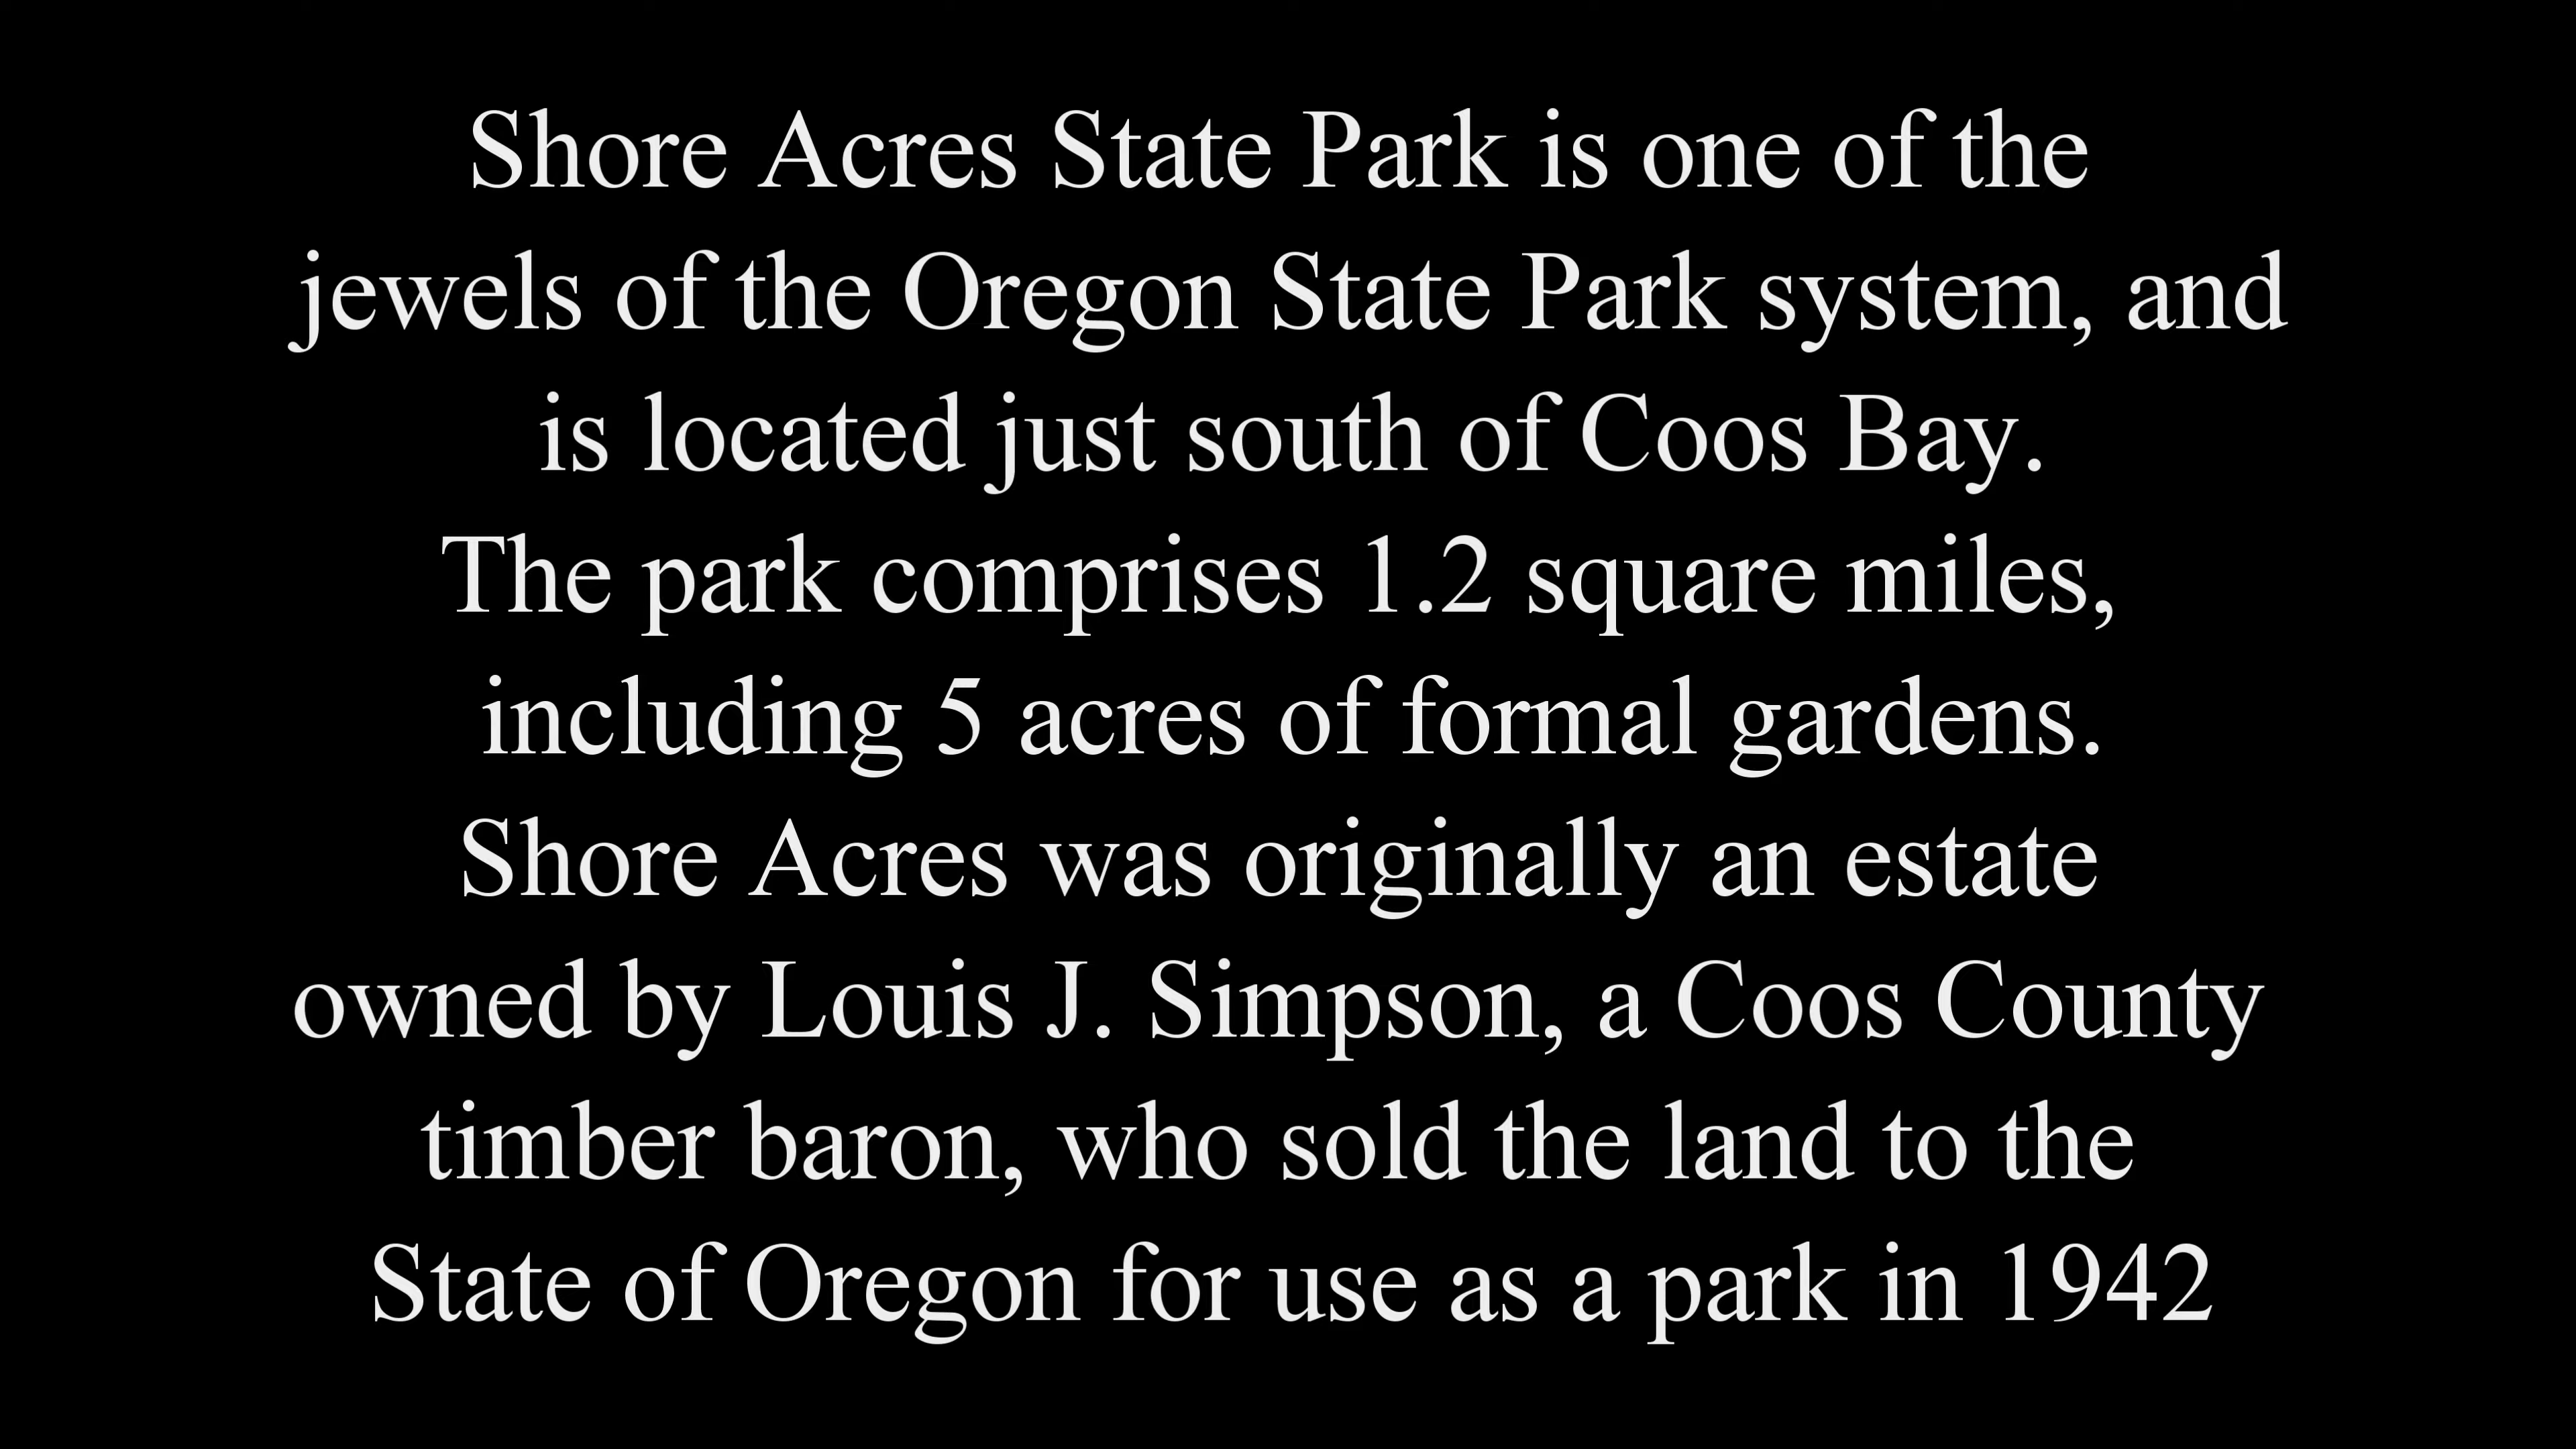 Shore Acres State Park is one of the
jewels of the Oregon State Park system, and
is located just south of Coos Bay.
The park comprises 1.2 square miles,
including 5 acres of formal gardens.
Shore Acres was originally an estate
owned by Louis J. Simpson, a Coos County
timber baron, who sold the land to the
State of Oregon for use as a park in 1942